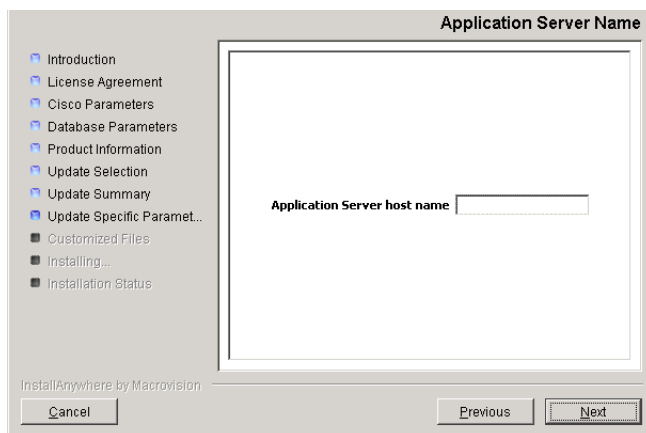 Application Server Name
Introduction
License Agreement
Cisco Parameters
Database Parameters
Product Information
Update Selection
Update Summary
Update Specific Paramet...
Customized Files
Installing...
Installation Status
Application Server host name
InstallAnywhere by Macrovision
Cancel
Previous
Next